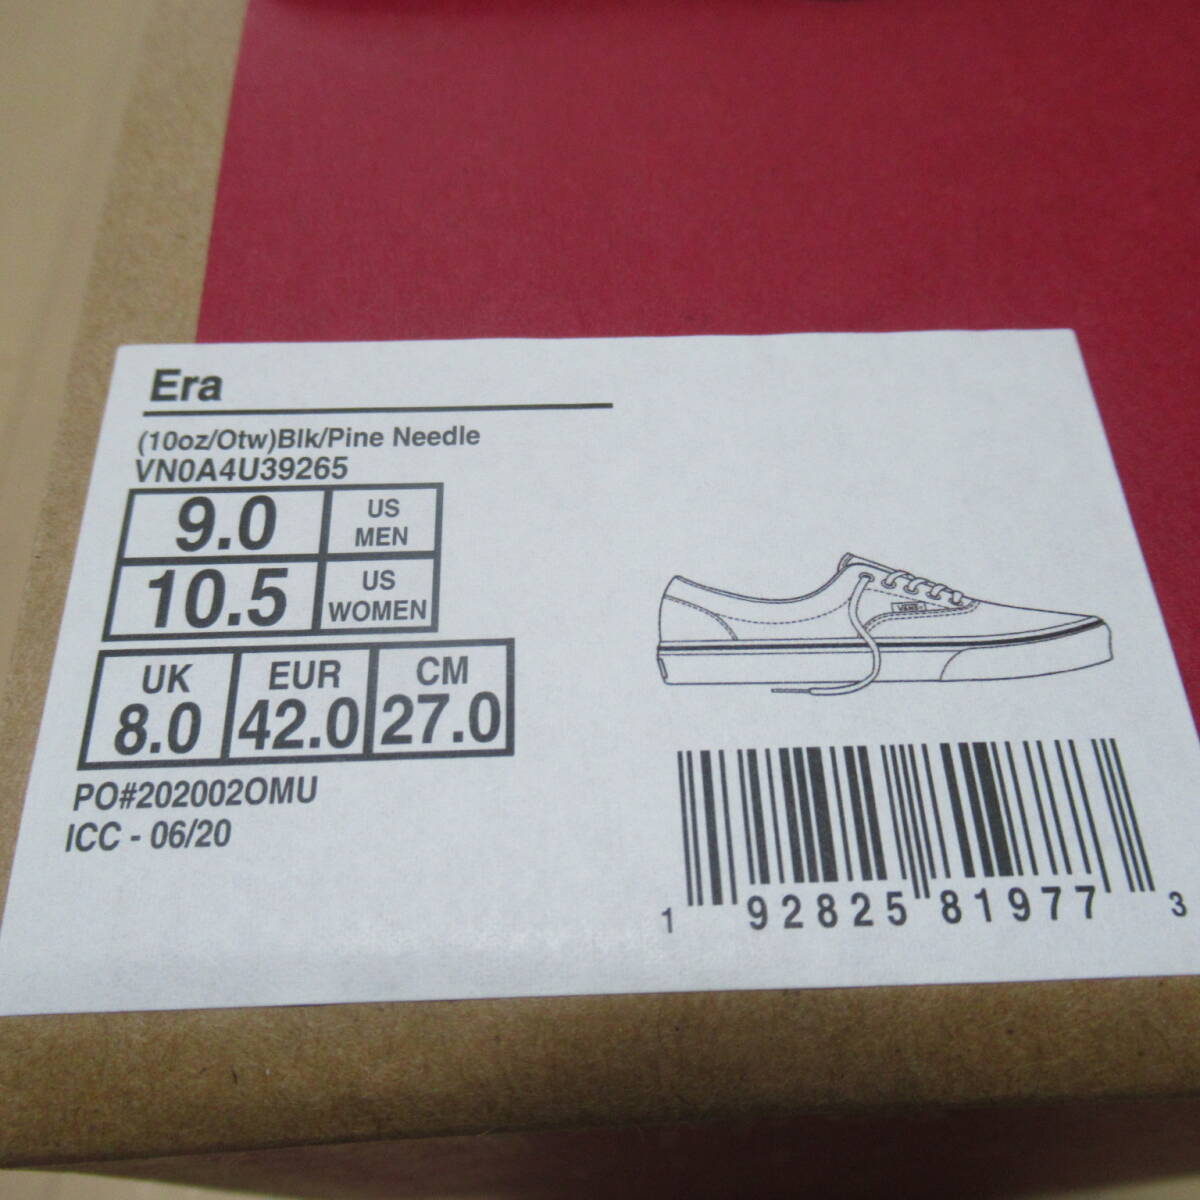 Era
(10oz/Otw)Blk/Pine Needle
VN0A4U39265
9.0 US MEN
10.5 US WOMEN
UK EUR CM
8.0 42.0 27.0
PO#202002OMU
ICC - 06/20
VANS
1 92825 81977 3